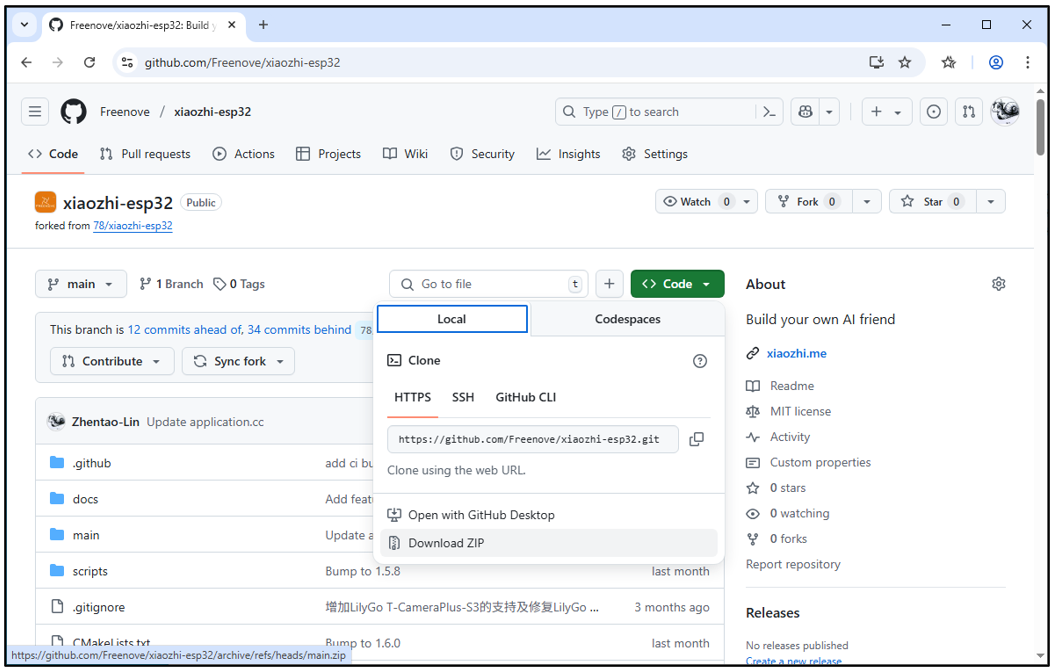 Freenove/xiaozhi-esp32: Build y
github.com/Freenove/xiaozhi-esp32
Freenove / xiaozhi-esp32
Type / to search
Code
Pull requests
Actions
Projects
Wiki
Security
Insights
Settings
xiaozhi-esp32
Public
forked from 78/xiaozhi-esp32
Watch 0
Fork 0
Star 0
main
1 Branch
0 Tags
Go to file
t
Code
This branch is 12 commits ahead of, 34 commits behind 78
Contribute
Sync fork
Local
Codespaces
Clone
HTTPS
SSH
GitHub CLI
https://github.com/Freenove/xiaozhi-esp32.git
Clone using the web URL.
Open with GitHub Desktop
Download ZIP
Zhentao-Lin Update application.cc
.github
add ci bu
docs
Add feat
main
Update a
scripts
Bump to 1.5.8
last month
.gitignore
增加LilyGo T-CameraPlus-S3的支持及修复LilyGo ...
3 months ago
CMakeLists.txt
Bump to 1.6.0
last month
About
Build your own AI friend
xiaozhi.me
Readme
MIT license
Activity
Custom properties
0 stars
0 watching
0 forks
Report repository
Releases
No releases published
Create a new release
https://github.com/Freenove/xiaozhi-esp32/archive/refs/heads/main.zip